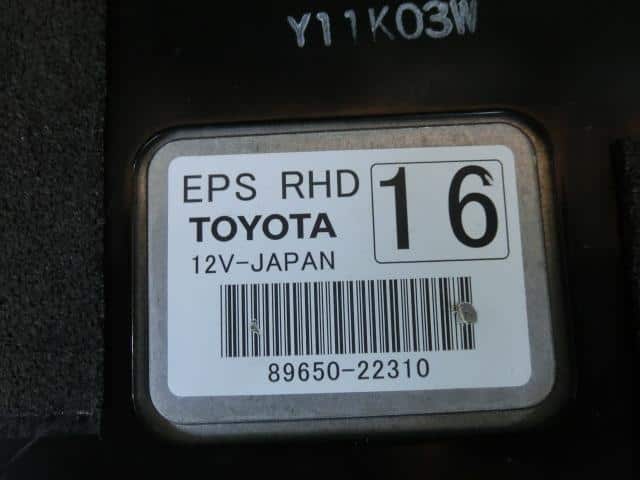 Y11K03W
EPS RHD 16
TOYOTA
12V-JAPAN
89650-22310